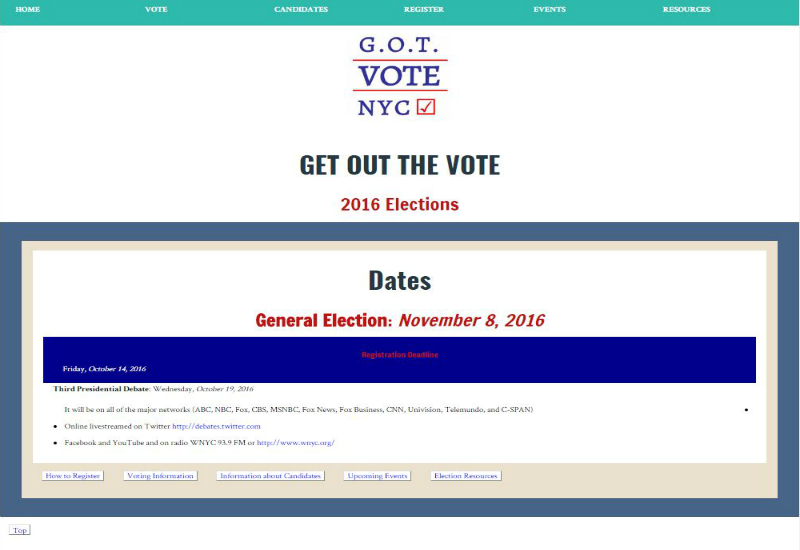 HOME VOTE CANDIDATES REGISTER EVENTS RESOURCES
G.O.T.
VOTE
NYC
GET OUT THE VOTE
2016 Elections
Dates
General Election: November 8, 2016
Registration Deadline
Friday, October 14, 2016
Third Presidential Debate: Wednesday, October 19, 2016
It will be on all of the major networks (ABC, NBC, Fox, CBS, MSNBC, Fox News, Fox Business, CNN, Univision, Telemundo, and C-SPAN)
• Online livestreamed on Twitter http://debates.twitter.com
• Facebook and YouTube and on radio WNYC 93.9 FM or http://www.wnyc.org/
How to Register Voting Information Information about Candidates Upcoming Events Election Resources
Top